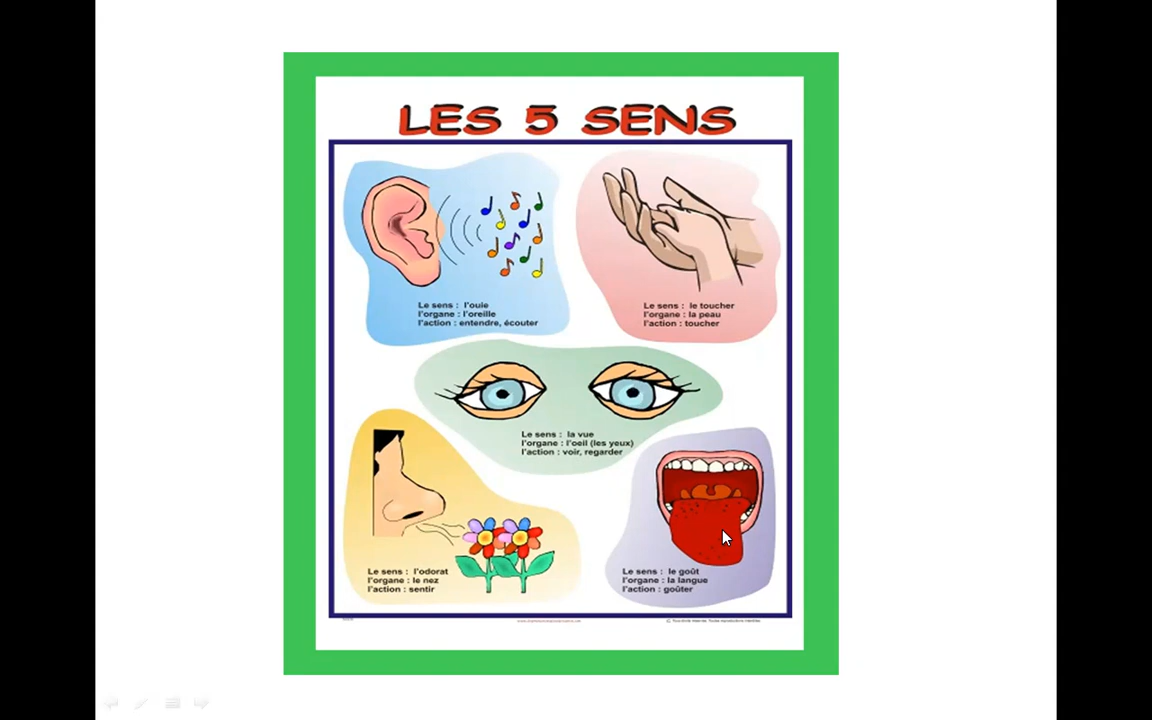 LES 5 SENS
Le sens : l'ouie
l'organe : l'oreille
l'action : entendre, écouter
Le sens : le toucher
l'organe : la peau
l'action : toucher
Le sens : la vue
l'organe : l'oeil (les yeux)
l'action : voir, regarder
Le sens : l'odorat
l'organe : le nez
l'action : sentir
Le sens : le goût
l'organe : la langue
l'action : goûter